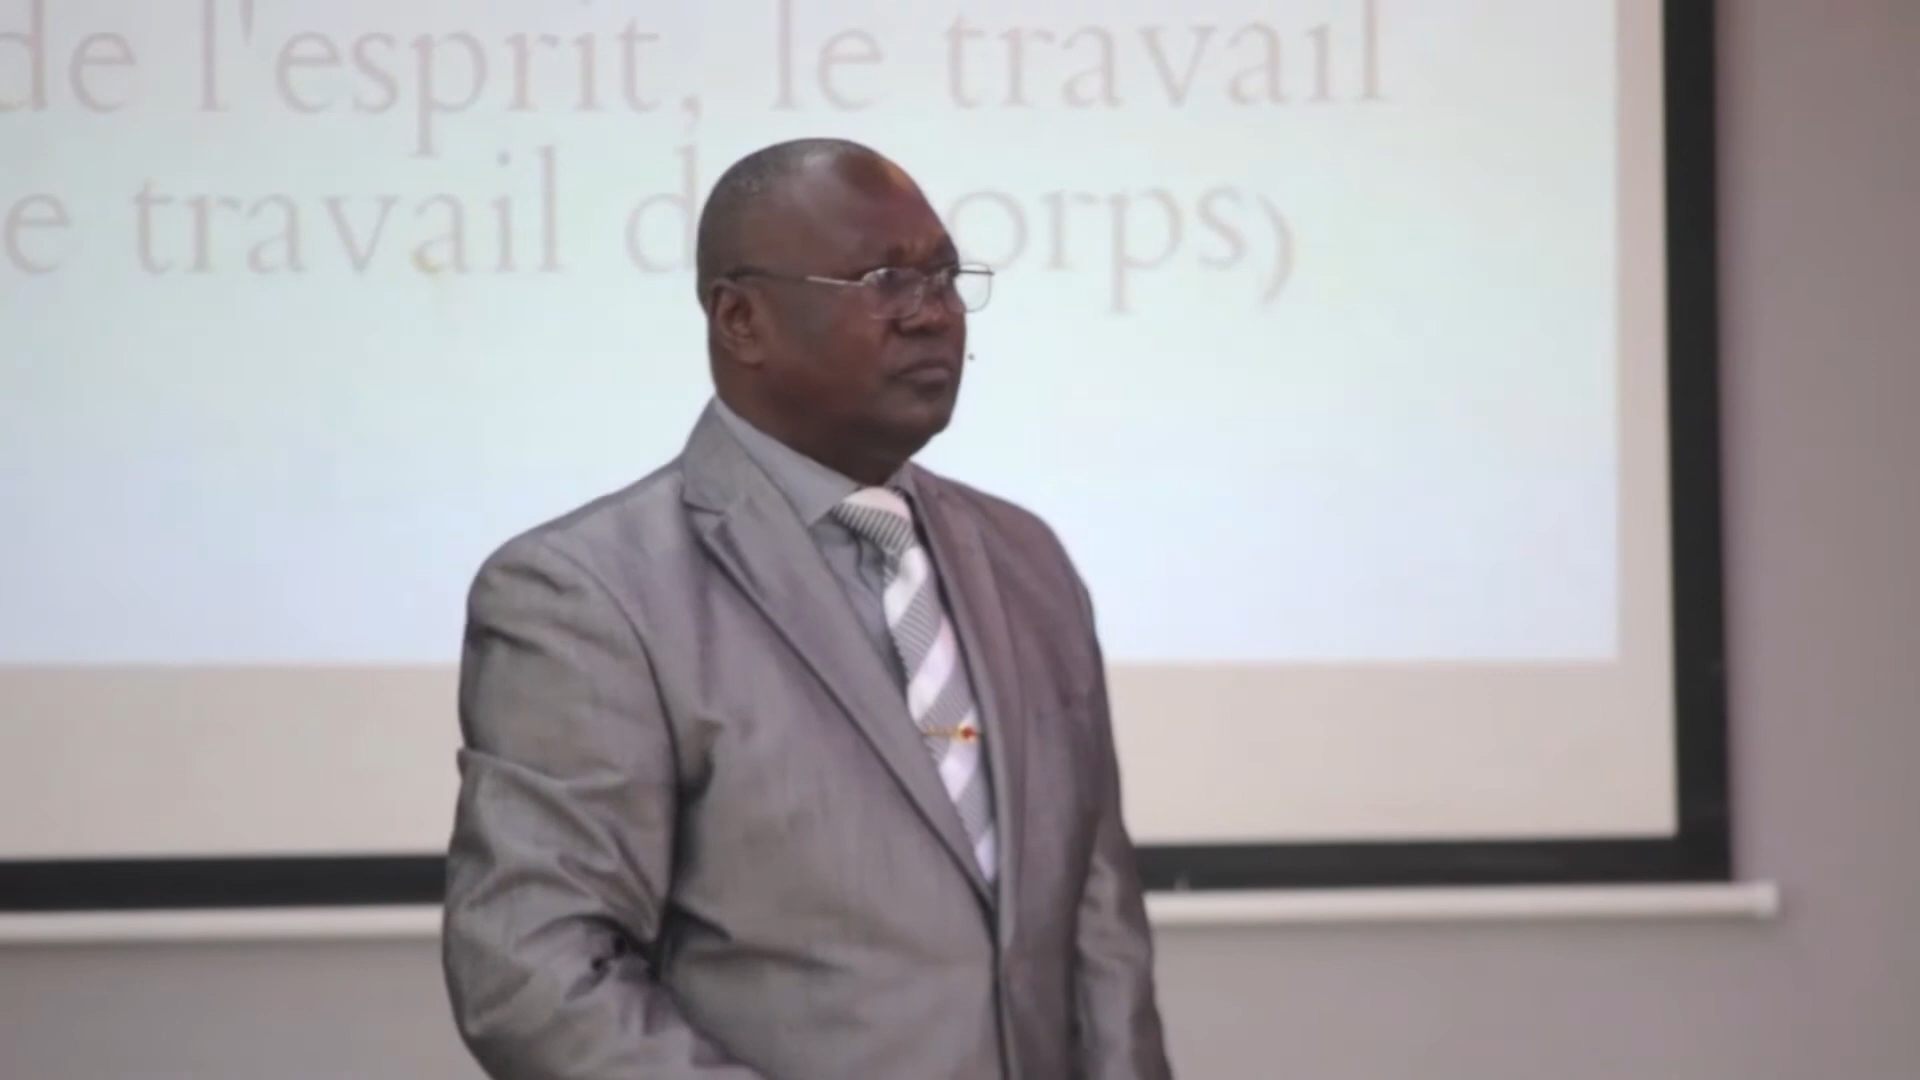 de l'esprit, le travail
e travail d orps)